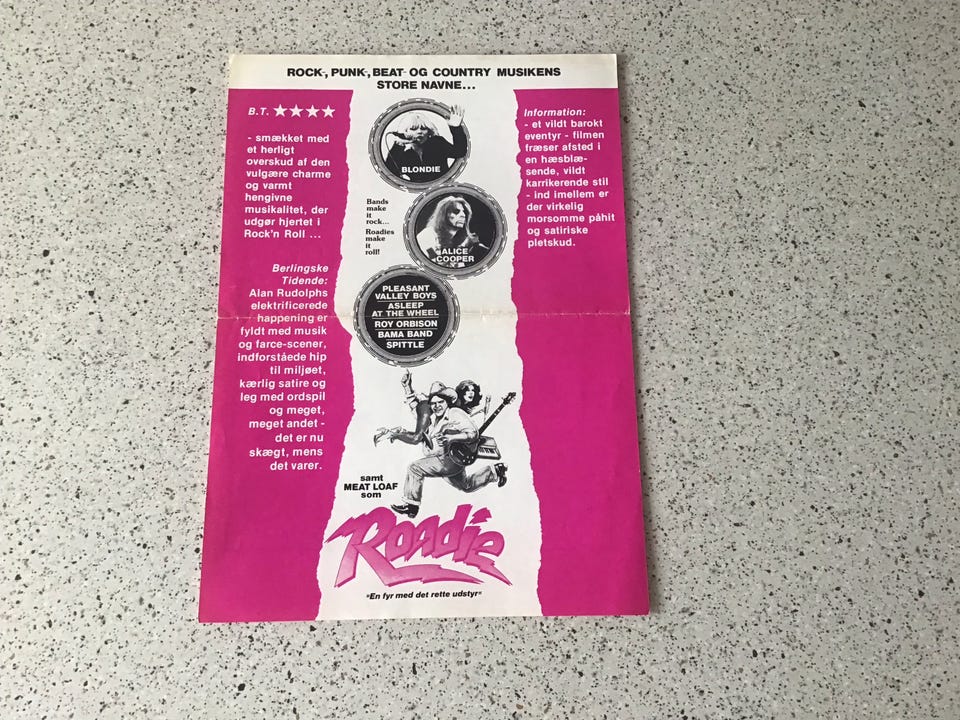 ROCK-, PUNK-, BEAT- OG COUNTRY MUSIKENS
STORE NAVNE...
B.T. ★★★★
- smækket med
et herligt
overskud af den
vulgære charme
og varmt
hengivne
musikalitet, der
udgør hjertet i
Rock'n Roll ...
Berlingske
Tidende:
Alan Rudolphs
elektrificerede
happening er
fyldt med musik
og farce-scener,
indforståede hip
til miljøet,
kærlig satire og
leg med ordspil
og meget,
meget andet -
det er nu
skægt, mens
det varer.
BLONDIE
Bands
make
it
rock...
Roadies
make
it
roll!
ALICE
COOPER
PLEASANT
VALLEY BOYS
ASLEEP
AT THE WHEEL
ROY ORBISON
BAMA BAND
SPITTLE
samt
MEAT LOAF
som
Roadie
"En fyr med det rette udstyr"
Information:
- et vildt barokt
eventyr - filmen
fræser afsted i
en hæsblæ-
sende, vildt
karrikerende stil
- ind imellem er
der virkelig
morsomme påhit
og satiriske
pletskud.